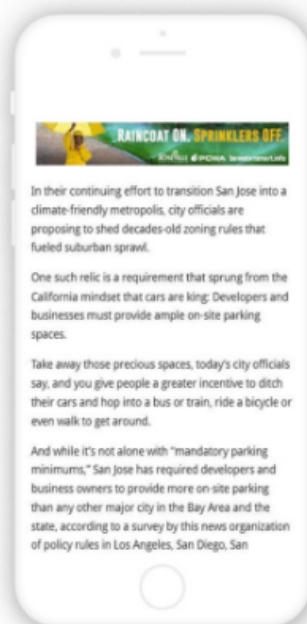 RAINCOAT ON. SPRINKLERS OFF.
ROSEVILLE PCWA bewatersmart.info
In their continuing effort to transition San Jose into a
climate-friendly metropolis, city officials are
proposing to shed decades-old zoning rules that
fueled suburban sprawl.
One such relic is a requirement that sprung from the
California mindset that cars are king: Developers and
businesses must provide ample on-site parking
spaces.
Take away those precious spaces, today's city officials
say, and you give people a greater incentive to ditch
their cars and hop into a bus or train, ride a bicycle or
even walk to get around.
And while it's not alone with "mandatory parking
minimums," San Jose has required developers and
business owners to provide more on-site parking
than any other major city in the Bay Area and the
state, according to a survey by this news organization
of policy rules in Los Angeles, San Diego, San